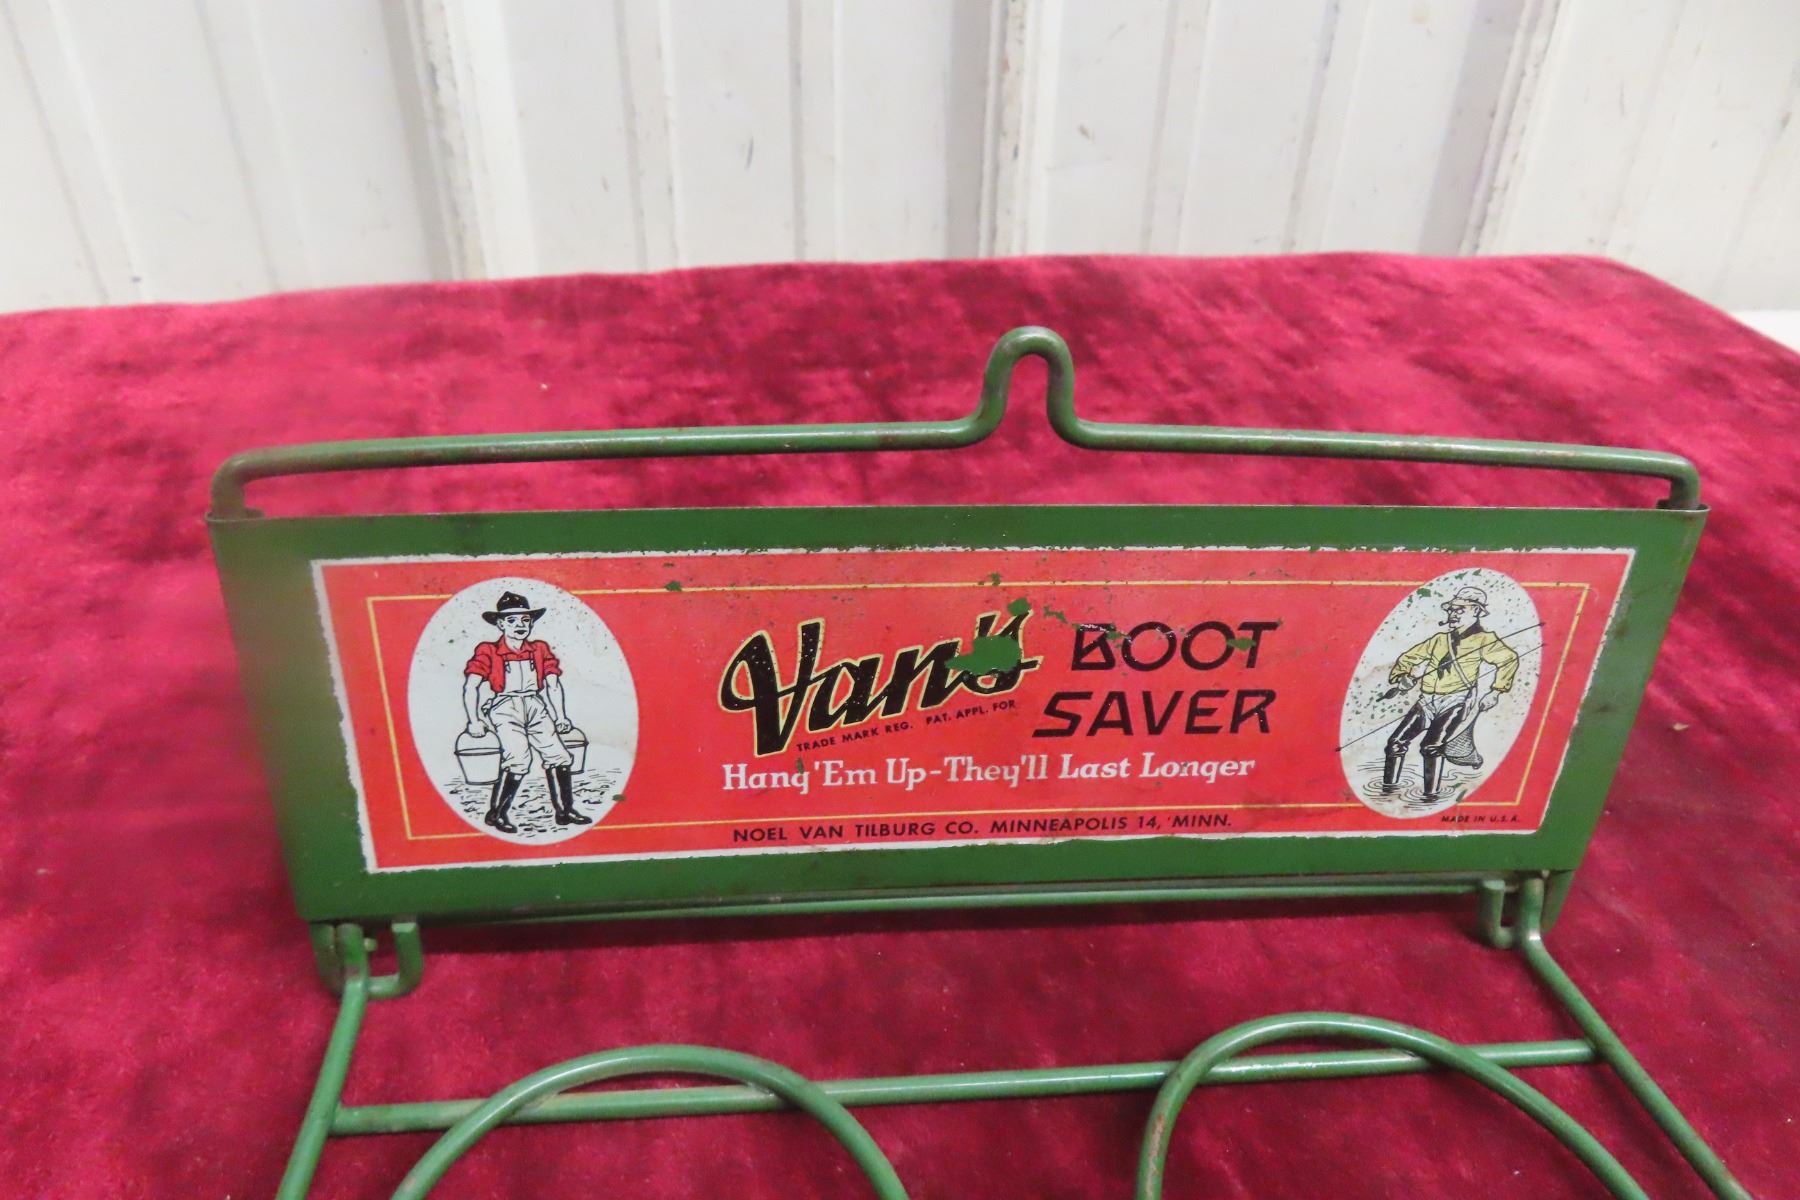 Van's BOOT
SAVER
TRADE MARK REG. PAT. APPL. FOR
Hang 'Em Up-They'll Last Longer
NOEL VAN TILBURG CO. MINNEAPOLIS 14, MINN.
MADE IN U.S.A.